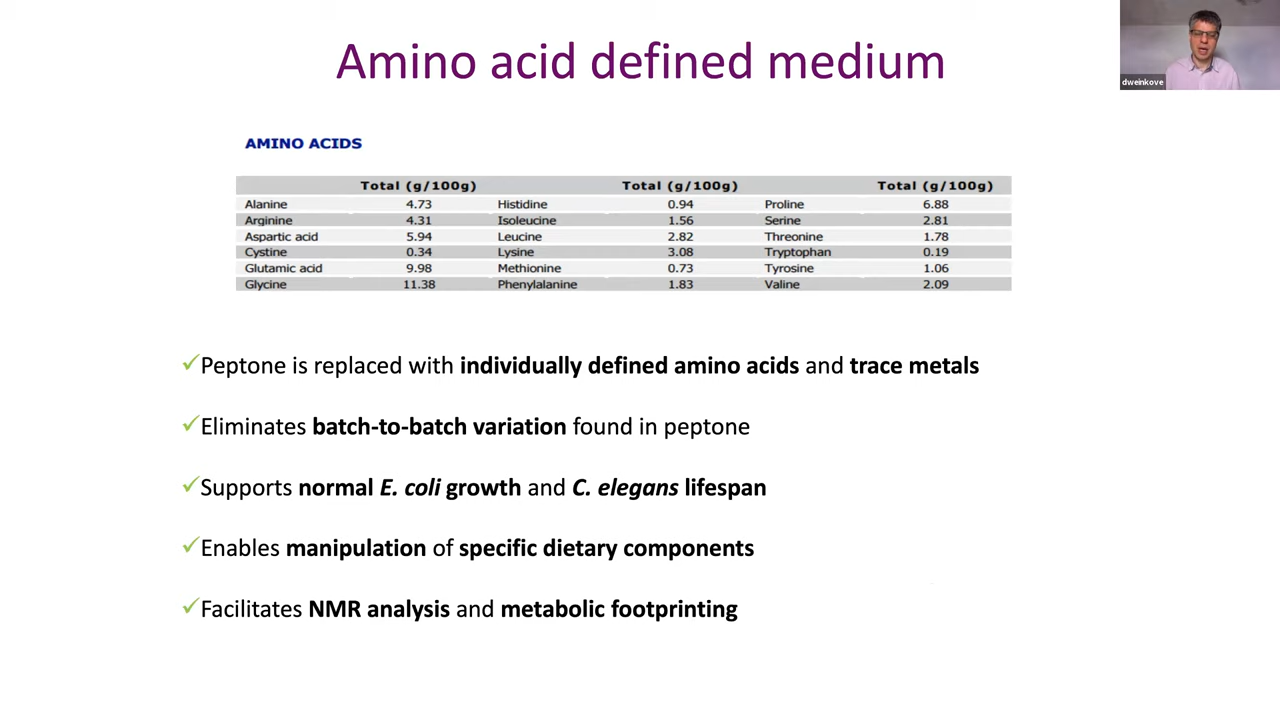 Amino acid defined medium
dweinkove
AMINO ACIDS
Total (g/100g) Total (g/100g) Total (g/100g)
Alanine 4.73 Histidine 0.94 Proline 6.88
Arginine 4.31 Isoleucine 1.56 Serine 2.81
Aspartic acid 5.94 Leucine 2.82 Threonine 1.78
Cystine 0.34 Lysine 3.08 Tryptophan 0.19
Glutamic acid 9.98 Methionine 0.73 Tyrosine 1.06
Glycine 11.38 Phenylalanine 1.83 Valine 2.09
✓Peptone is replaced with individually defined amino acids and trace metals
✓Eliminates batch-to-batch variation found in peptone
✓Supports normal E. coli growth and C. elegans lifespan
✓Enables manipulation of specific dietary components
✓Facilitates NMR analysis and metabolic footprinting